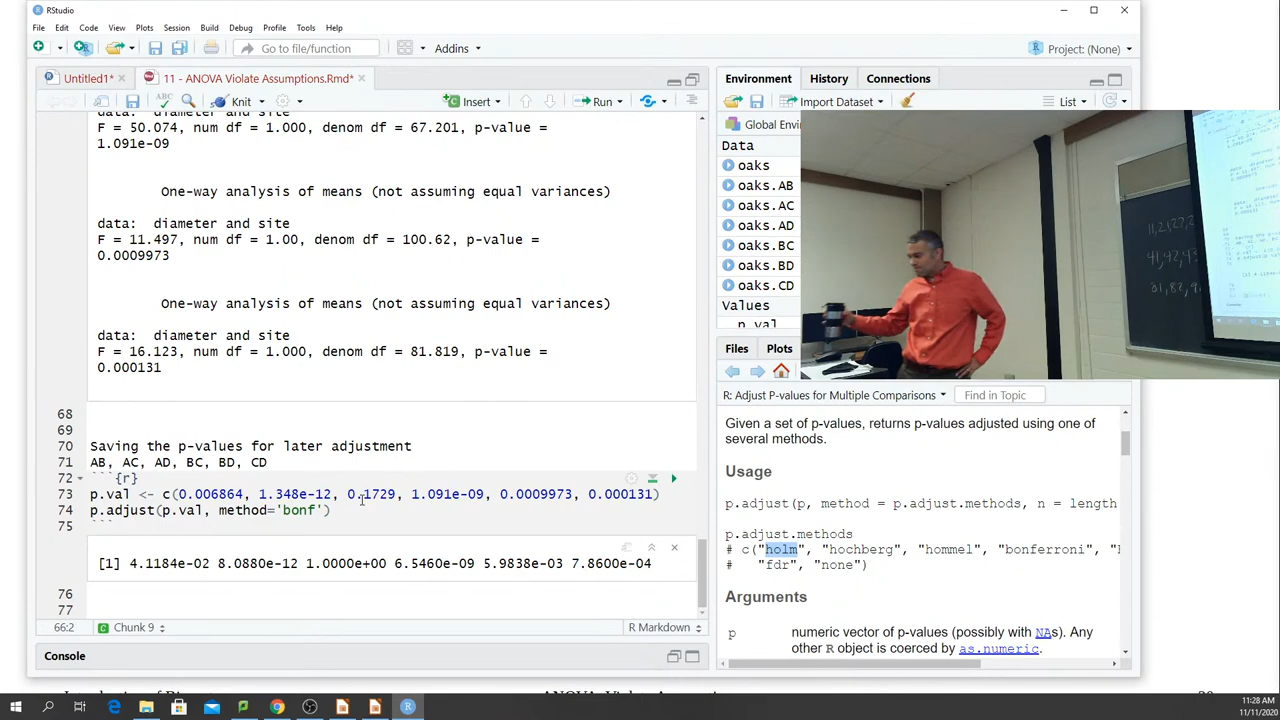 RStudio
File Edit Code View Plots Session Build Debug Profile Tools Help
Go to file/function Addins Project: (None)
Untitled1* 11 - ANOVA Violate Assumptions.Rmd*
Knit Insert Run
data: diameter and site
F = 50.074, num df = 1.000, denom df = 67.201, p-value =
1.091e-09
One-way analysis of means (not assuming equal variances)
data: diameter and site
F = 11.497, num df = 1.00, denom df = 100.62, p-value =
0.0009973
One-way analysis of means (not assuming equal variances)
data: diameter and site
F = 16.123, num df = 1.000, denom df = 81.819, p-value =
0.000131
68
69
70 Saving the p-values for later adjustment
71 AB, AC, AD, BC, BD, CD
72 ```{r}
73 p.val <- c(0.006864, 1.348e-12, 0.1729, 1.091e-09, 0.0009973, 0.000131)
74 p.adjust(p.val, method='bonf')
75 ```
[1] 4.1184e-02 8.0880e-12 1.0000e+00 6.5460e-09 5.9838e-03 7.8600e-04
76
77
66:2 Chunk 9 R Markdown
Console
Environment History Connections
Import Dataset List
Global Envi
Data
oaks
oaks.AB
oaks.AC
oaks.AD
oaks.BC
oaks.BD
oaks.CD
Values
p.val
Files Plots
R: Adjust P-values for Multiple Comparisons Find in Topic
Given a set of p-values, returns p-values adjusted using one of
several methods.
Usage
p.adjust(p, method = p.adjust.methods, n = length
p.adjust.methods
# c("holm", "hochberg", "hommel", "bonferroni", "
# "fdr", "none")
Arguments
p numeric vector of p-values (possibly with NAs). Any
other R object is coerced by as.numeric.
11:28 AM
11/11/2020